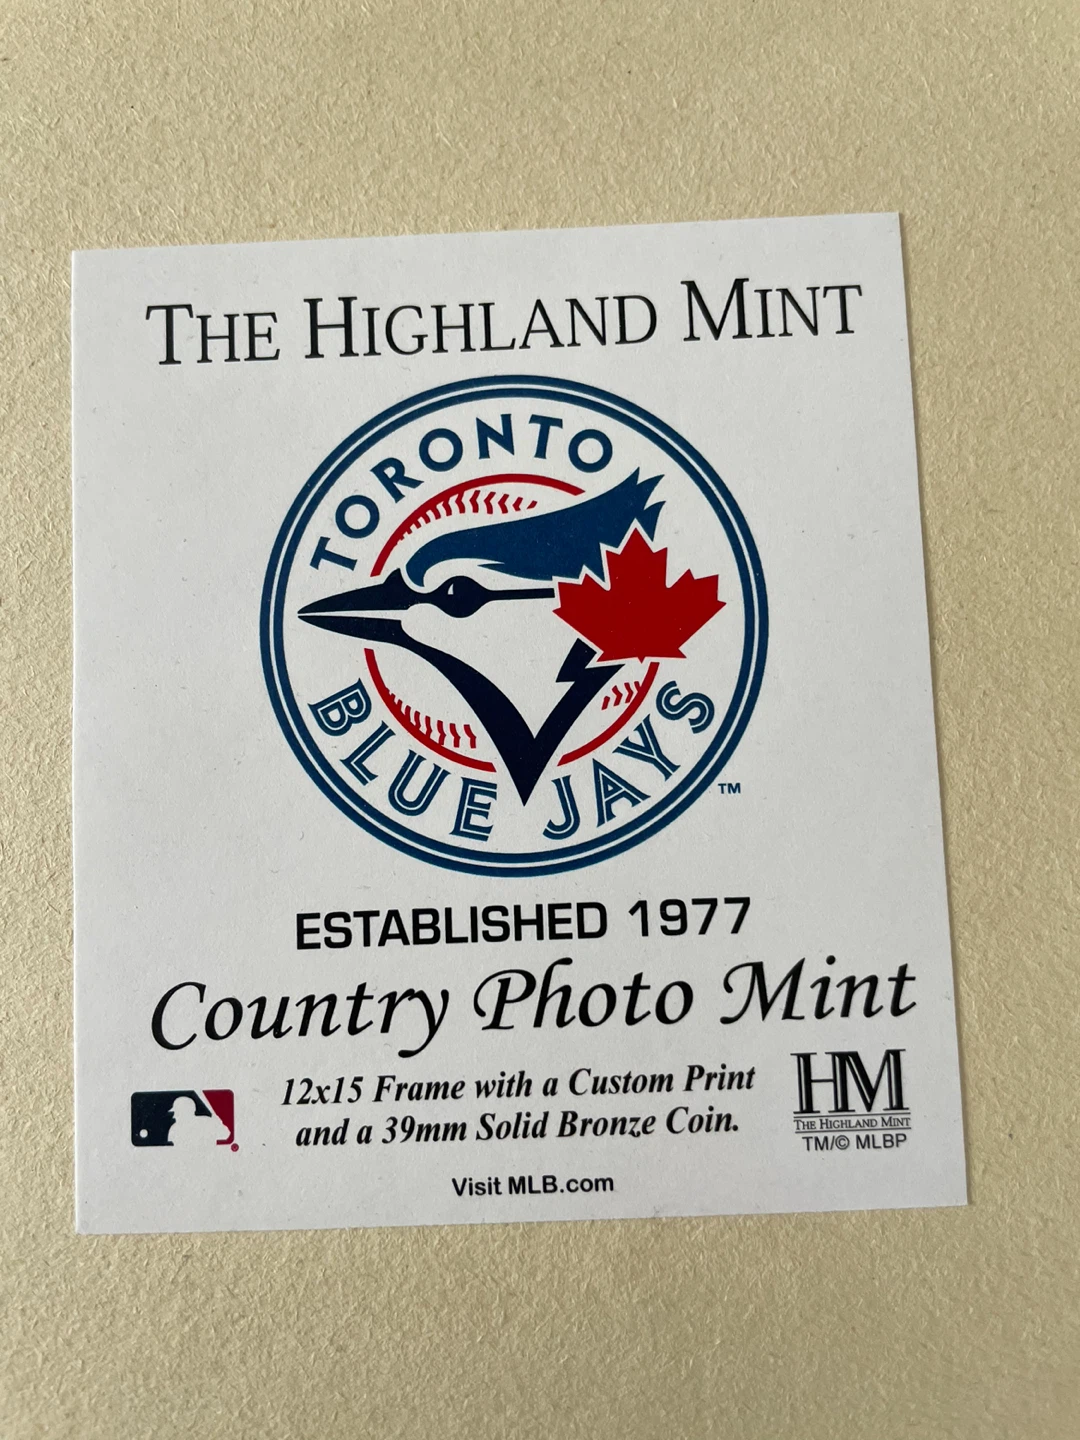 THE HIGHLAND MINT
TORONTO
BLUE JAYS
TM
ESTABLISHED 1977
Country Photo Mint
12x15 Frame with a Custom Print
and a 39mm Solid Bronze Coin.
HM
THE HIGHLAND MINT
TM/© MLBP
Visit MLB.com